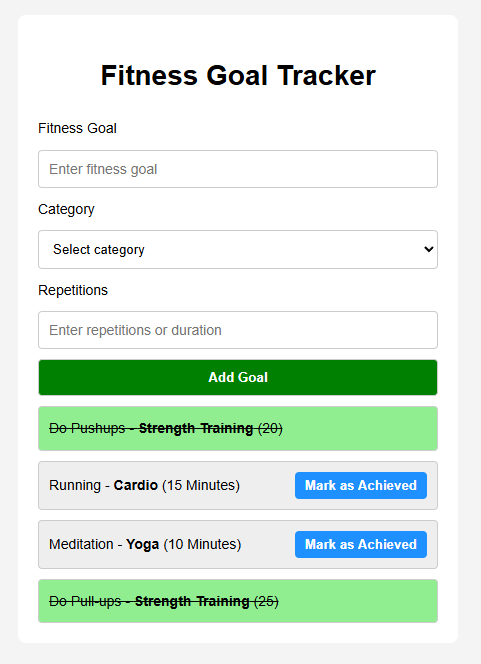 Fitness Goal Tracker
Fitness Goal
Enter fitness goal
Category
Select category
Repetitions
Enter repetitions or duration
Add Goal
Do Pushups - Strength Training (20)
Running - Cardio (15 Minutes) Mark as Achieved
Meditation - Yoga (10 Minutes) Mark as Achieved
Do Pull-ups - Strength Training (25)